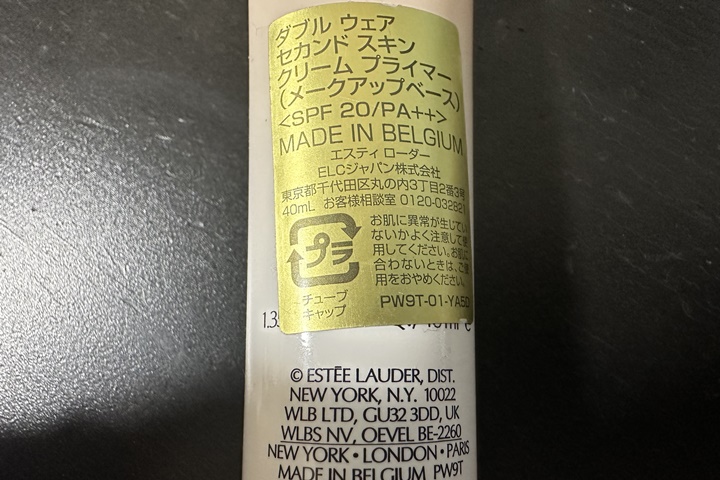 ダブル ウェア
セカンド スキン
クリーム プライマー
(メークアップベース)
<SPF 20/PA++>
MADE IN BELGIUM
エスティ ローダー
ELCジャパン株式会社
東京都千代田区丸の内3丁目2番3号
40mL お客様相談室 0120-032821
お肌に異常が生じてい
ないかよく注意して使
用してください。お肌に
合わないときは、ご使
用をおやめください。
プラ
チューブ
キャップ
PW9T-01-YA5D
© ESTĒE LAUDER, DIST.
NEW YORK, N.Y. 10022
WLB LTD, GU32 3DD, UK
WLBS NV, OEVEL BE-2260
NEW YORK • LONDON • PARIS
MADE IN BELGIUM PW9T